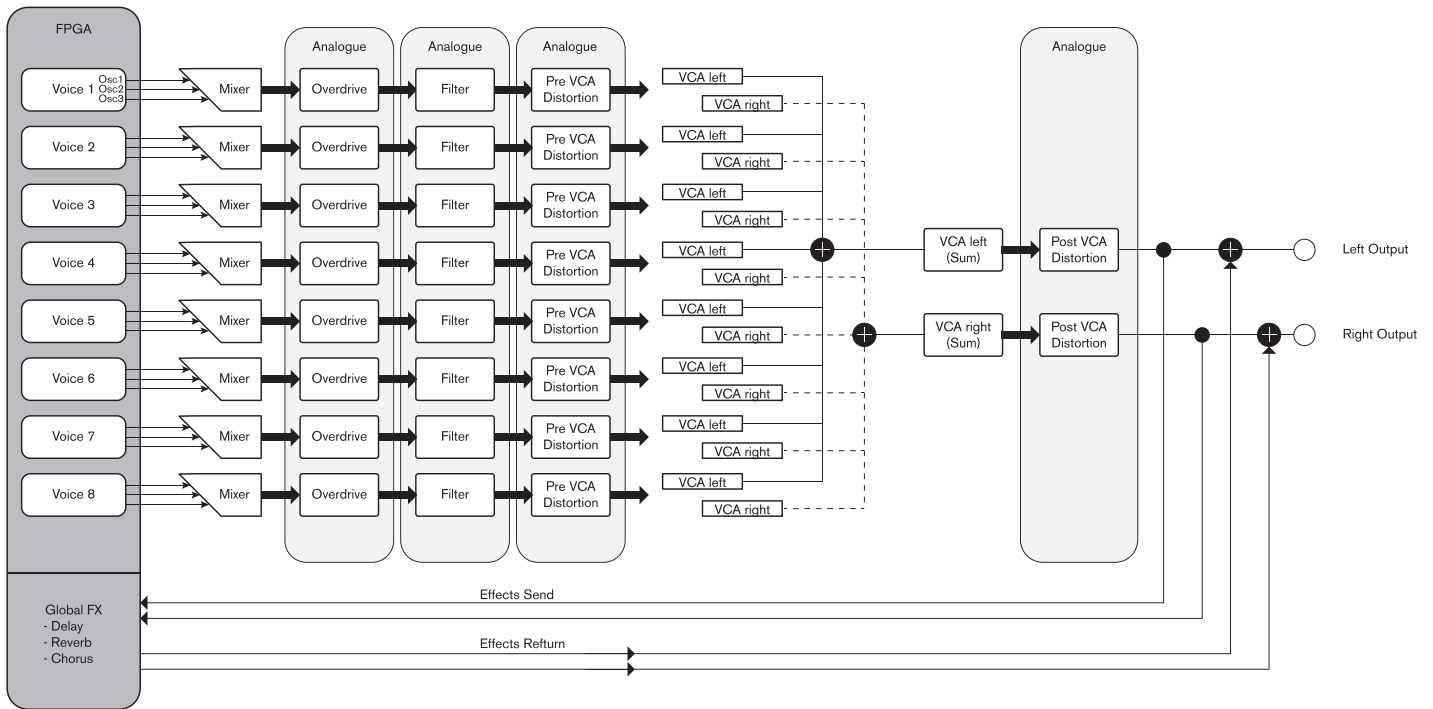 FPGA
Analogue
Analogue
Analogue
Analogue
Voice 1
Osc1
Osc2
Osc3
Mixer
Overdrive
Filter
Pre VCA
Distortion
VCA left
VCA right
Voice 2
Mixer
Overdrive
Filter
Pre VCA
Distortion
VCA left
VCA right
Voice 3
Mixer
Overdrive
Filter
Pre VCA
Distortion
VCA left
VCA right
Voice 4
Mixer
Overdrive
Filter
Pre VCA
Distortion
VCA left
VCA right
VCA left
(Sum)
Post VCA
Distortion
Left Output
Voice 5
Mixer
Overdrive
Filter
Pre VCA
Distortion
VCA left
VCA right
VCA right
(Sum)
Post VCA
Distortion
Right Output
Voice 6
Mixer
Overdrive
Filter
Pre VCA
Distortion
VCA left
VCA right
Voice 7
Mixer
Overdrive
Filter
Pre VCA
Distortion
VCA left
VCA right
Voice 8
Mixer
Overdrive
Filter
Pre VCA
Distortion
VCA left
VCA right
Global FX
- Delay
- Reverb
- Chorus
Effects Send
Effects Refturn